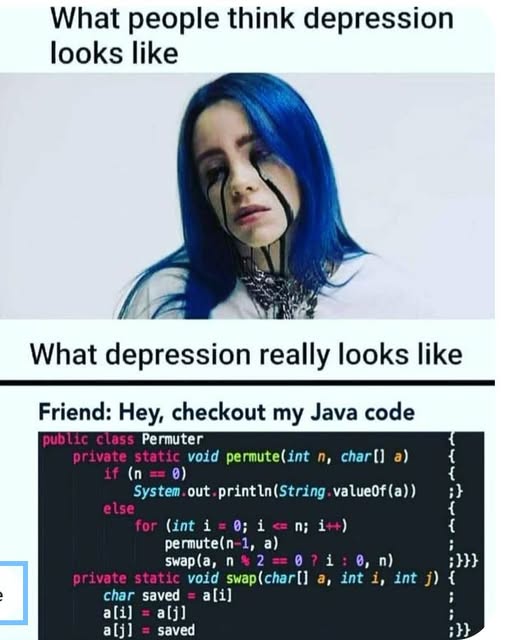 What people think depression
looks like
What depression really looks like
Friend: Hey, checkout my Java code
public class Permuter {
private static void permute(int n, char[] a) {
if (n == 0) {
System.out.println(String.valueOf(a)) ;}
else {
for (int i = 0; i <= n; i++) {
permute(n-1, a) ;
swap(a, n % 2 == 0 ? i : 0, n) ;}}}
private static void swap(char[] a, int i, int j) {
char saved = a[i] ;
a[i] = a[j] ;
a[j] = saved ;}}
e